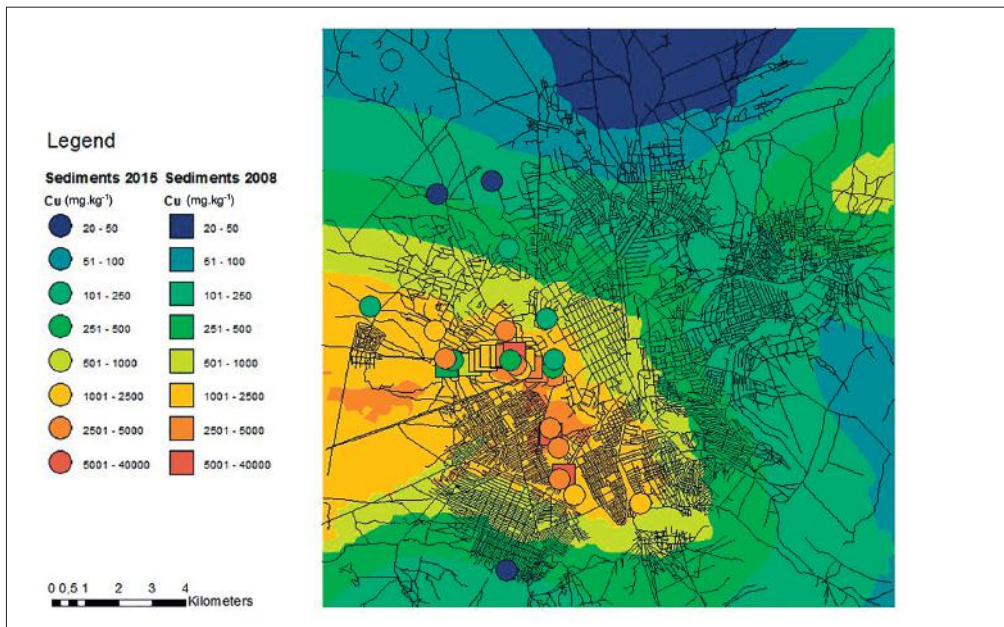 Legend
Sediments 2015 Sediments 2008
Cu (mg.kg-1) Cu (mg.kg-1)
20 - 50 20 - 50
51 - 100 51 - 100
101 - 250 101 - 250
251 - 500 251 - 500
501 - 1000 501 - 1000
1001 - 2500 1001 - 2500
2501 - 5000 2501 - 5000
5001 - 40000 5001 - 40000
0 0,5 1 2 3 4
Kilometers